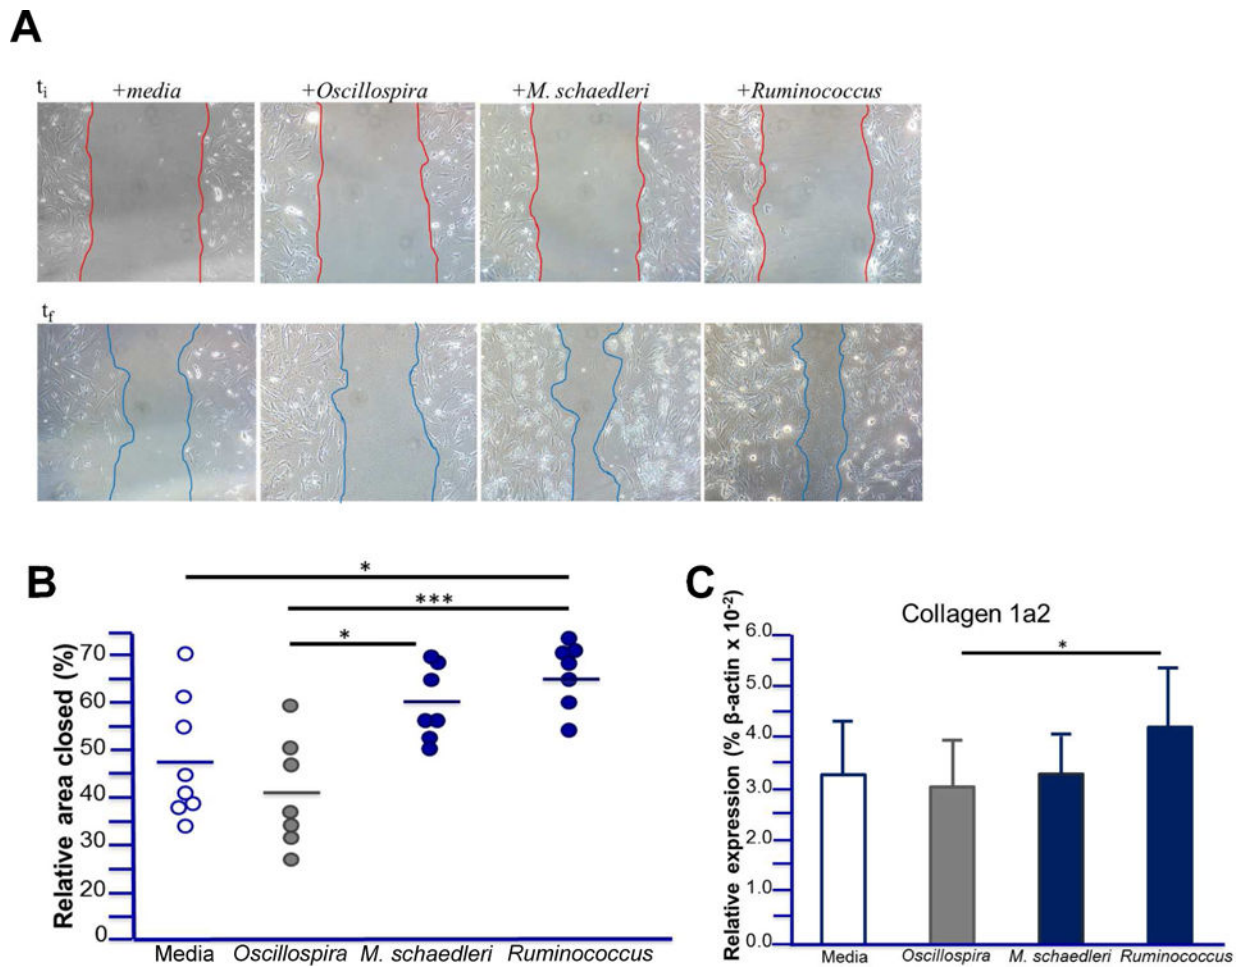 A
ti
+media
+Oscillospira
+M. schaedleri
+Ruminococcus
tf
B
*
***
*
Relative area closed (%)
70
60
50
40
30
20
0
Media
Oscillospira
M. schaedleri
Ruminococcus
C
Collagen 1a2
*
Relative expression (% β-actin x 10-2)
6.0
5.0
4.0
3.0
2.0
1.0
0.0
Media
Oscillospira
M. schaedleri
Ruminococcus